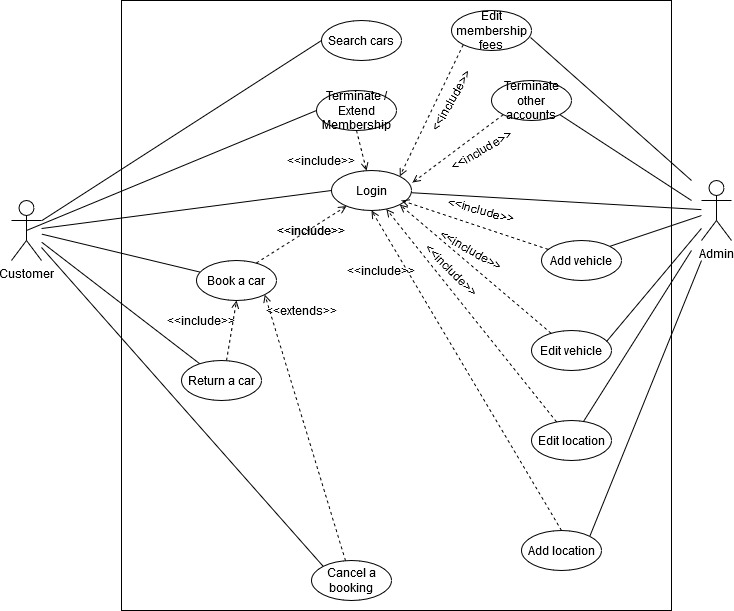 Search cars
Edit
membership
fees
Terminate /
Extend
Membership
Terminate
other
accounts
<<include>>
<<include>>
<<include>>
Login
<<include>>
Customer
Admin
<<include>>
<<include>>
<<include>>
<<include>>
Book a car
Add vehicle
<<include>>
<<extends>>
Edit vehicle
Return a car
Edit location
Add location
Cancel a
booking